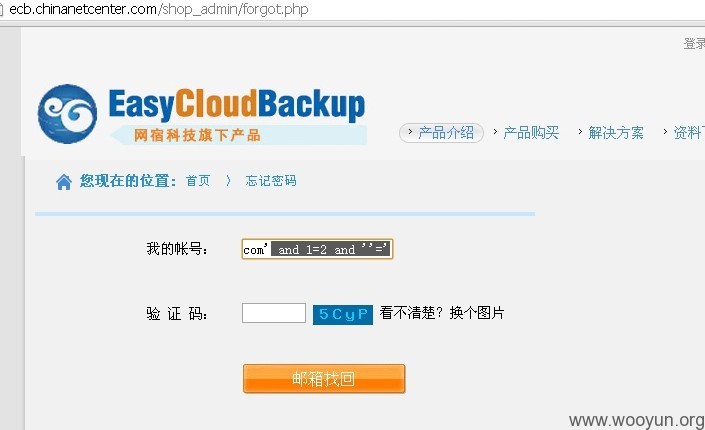 ecb.chinanetcenter.com/shop_admin/forgot.php
登录
EasyCloudBackup
网宿科技旗下产品
产品介绍 产品购买 解决方案 资料下
您现在的位置: 首页 〉 忘记密码
我的帐号: com' and 1=2 and ''='
验 证 码: 5CyP 看不清楚? 换个图片
邮箱找回
www.wooyun.org